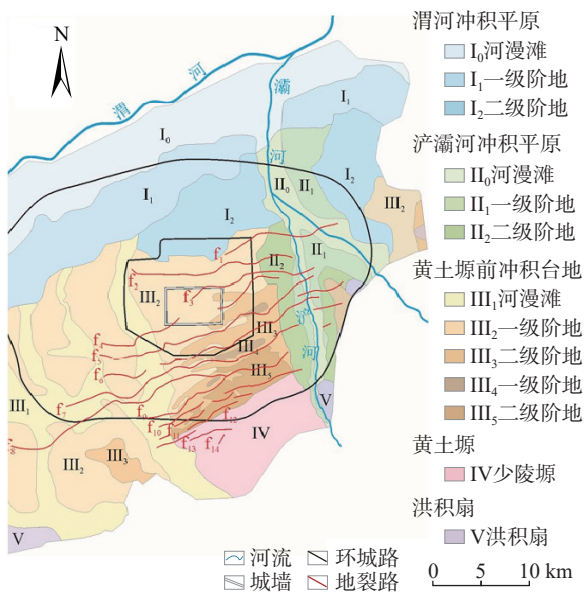 N
渭 河
灞
河
浐
河
I₀
I₁
I₁
I₂
I₂
II₀
II₁
II₁
II₂
III₂
III₂
III₃
III₄
III₅
III₁
III₂
III₃
IV
V
V
f₁
f₂
f₃
f₄
f₅
f₆
f₇
f₈
f₉
f₁₀
f₁₁
f₁₂
f₁₃
f₁₄
渭河冲积平原
I₀河漫滩
I₁一级阶地
I₂二级阶地
浐灞河冲积平原
II₀河漫滩
II₁一级阶地
II₂二级阶地
黄土塬前冲积台地
III₁河漫滩
III₂一级阶地
III₃二级阶地
III₄一级阶地
III₅二级阶地
黄土塬
IV少陵塬
洪积扇
V洪积扇
河流 环城路
城墙 地裂路
0 5 10 km